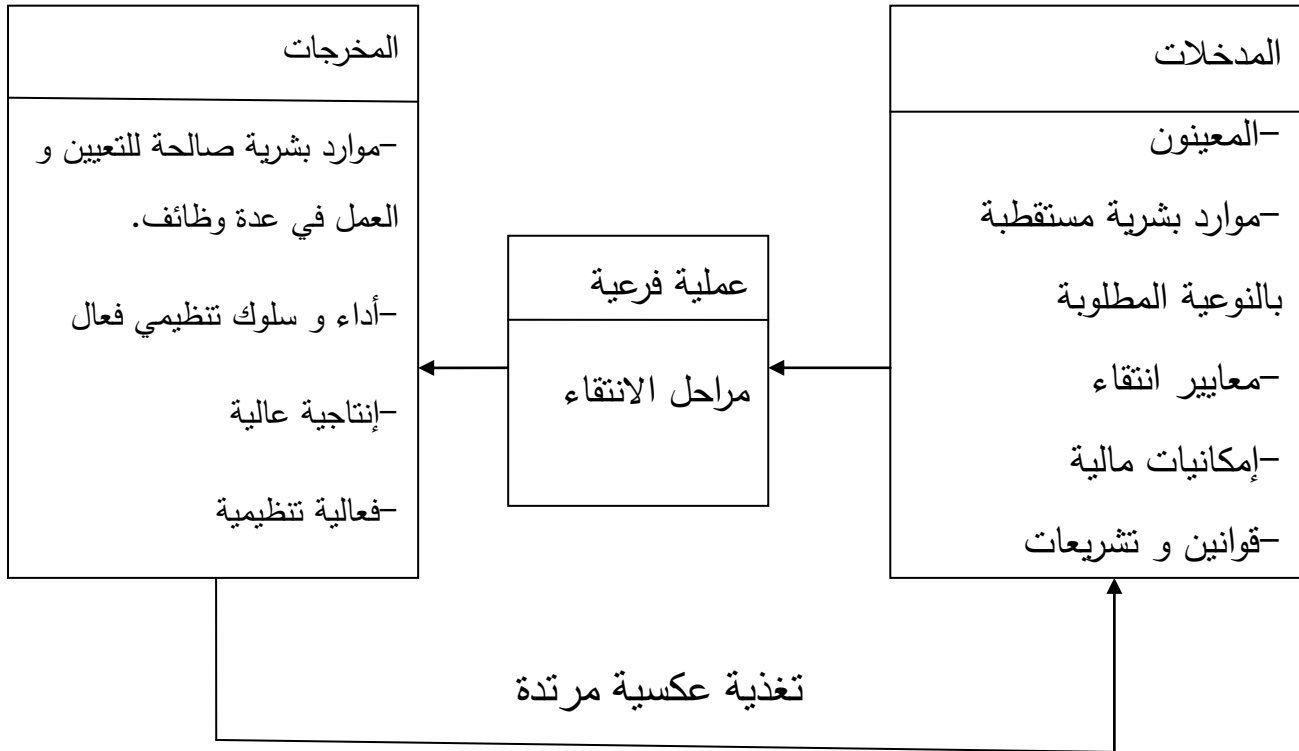 المدخلات
-المعينون
-موارد بشرية مستقطبة
بالنوعية المطلوبة
-معايير انتقاء
-إمكانيات مالية
-قوانين و تشريعات
عملية فرعية
مراحل الانتقاء
المخرجات
-موارد بشرية صالحة للتعيين و
العمل في عدة وظائف.
-أداء و سلوك تنظيمي فعال
-إنتاجية عالية
-فعالية تنظيمية
تغذية عكسية مرتدة